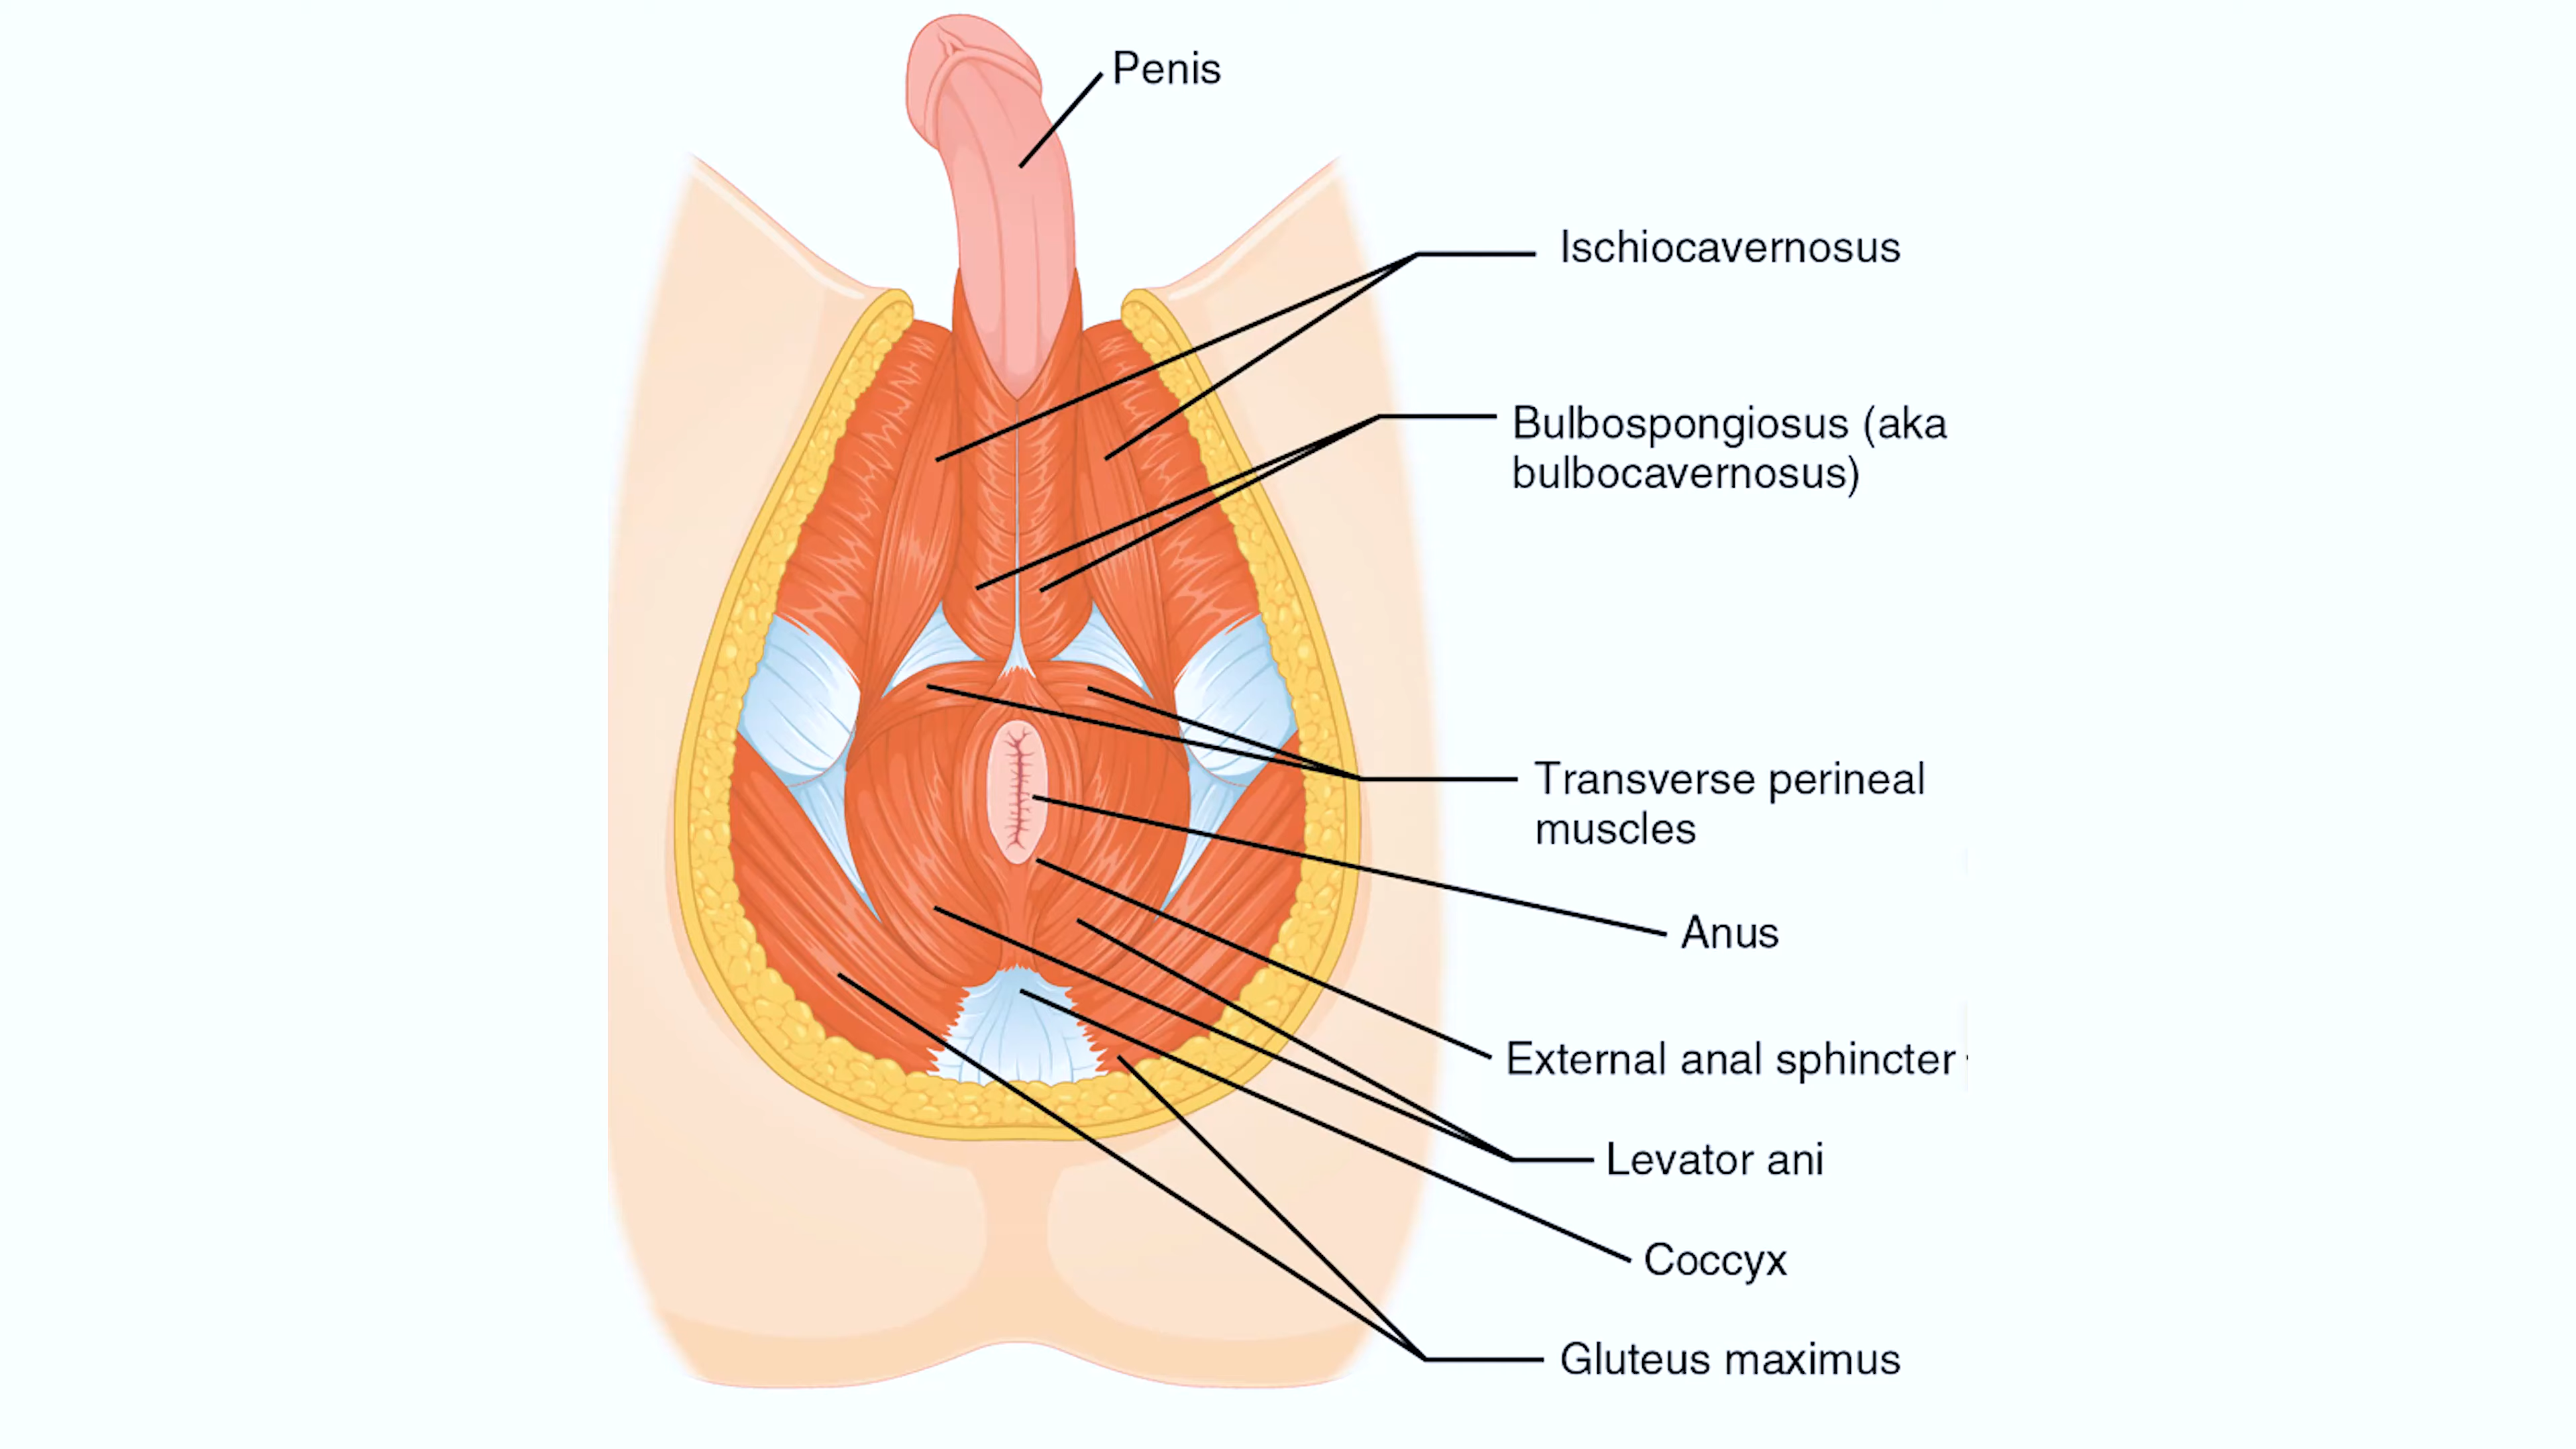 Penis
Ischiocavernosus
Bulbospongiosus (aka
bulbocavernosus)
Transverse perineal
muscles
Anus
External anal sphincter
Levator ani
Coccyx
Gluteus maximus